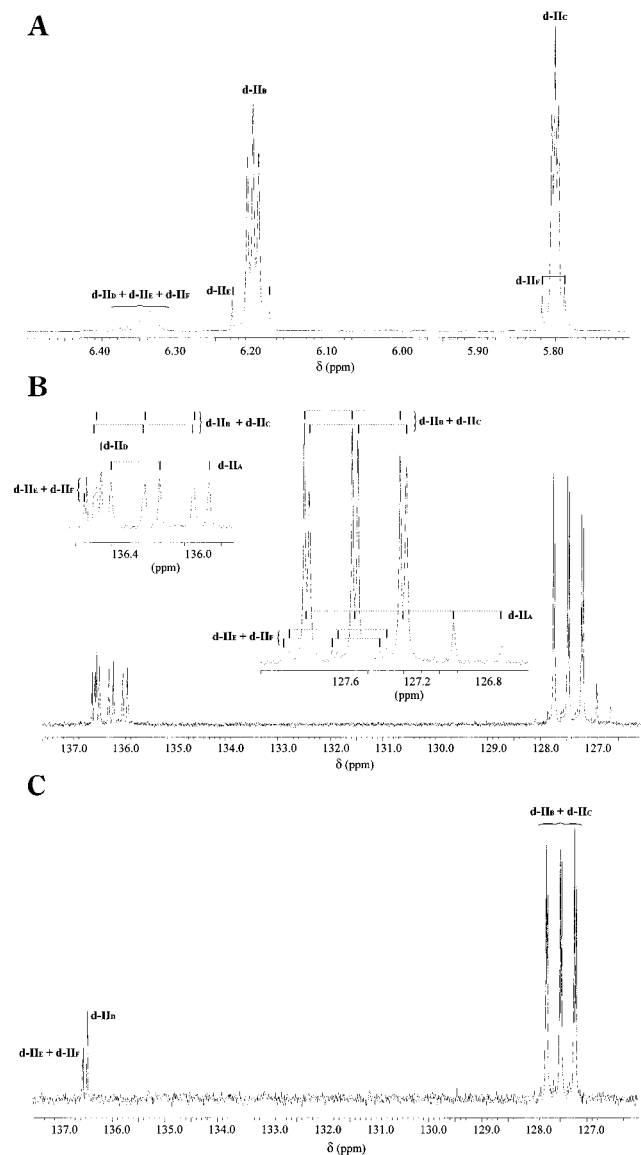 A
d-IIB
d-IIC
d-IID + d-IIE + d-IIF
d-IIE
d-IIF
6.40 6.30 6.20 6.10 6.00 5.90 5.80
δ (ppm)
B
d-IIB + d-IIC
d-IID
d-IIA
d-IIE + d-IIF
136.4 136.0
(ppm)
d-IIB + d-IIC
d-IIA
d-IIE + d-IIF
127.6 127.2 126.8
(ppm)
137.0 136.0 135.0 134.0 133.0 132.0 131.0 130.0 129.0 128.0 127.0
δ (ppm)
C
d-IIB + d-IIC
d-IID
d-IIE + d-IIF
137.0 136.0 135.0 134.0 133.0 132.0 131.0 130.0 129.0 128.0 127.0
δ (ppm)